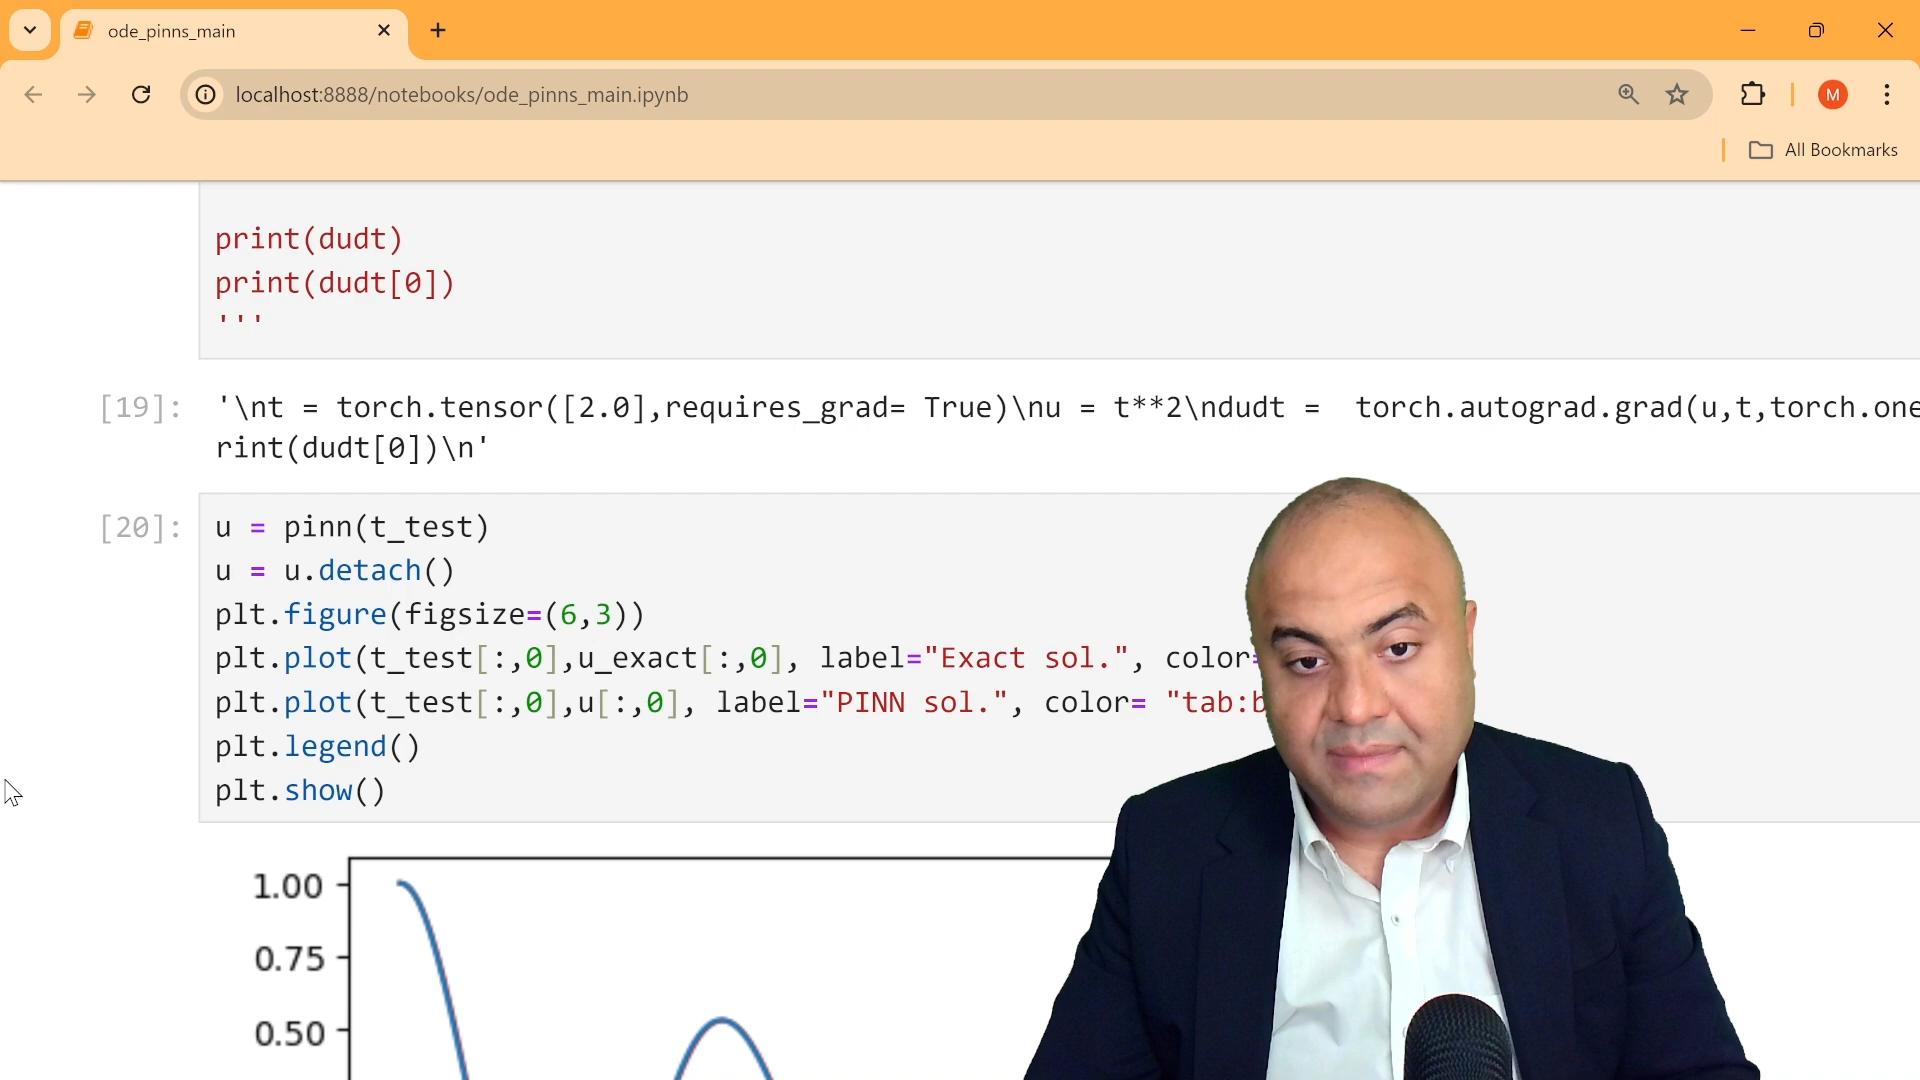 ode_pinns_main
localhost:8888/notebooks/ode_pinns_main.ipynb
M
All Bookmarks
print(dudt)
print(dudt[0])
'''
[19]: '\nt = torch.tensor([2.0],requires_grad= True)\nu = t**2\ndudt =  torch.autograd.grad(u,t,torch.one
rint(dudt[0])\n'
[20]: u = pinn(t_test)
u = u.detach()
plt.figure(figsize=(6,3))
plt.plot(t_test[:,0],u_exact[:,0], label="Exact sol.", color=
plt.plot(t_test[:,0],u[:,0], label="PINN sol.", color= "tab:b
plt.legend()
plt.show()
1.00
0.75
0.50